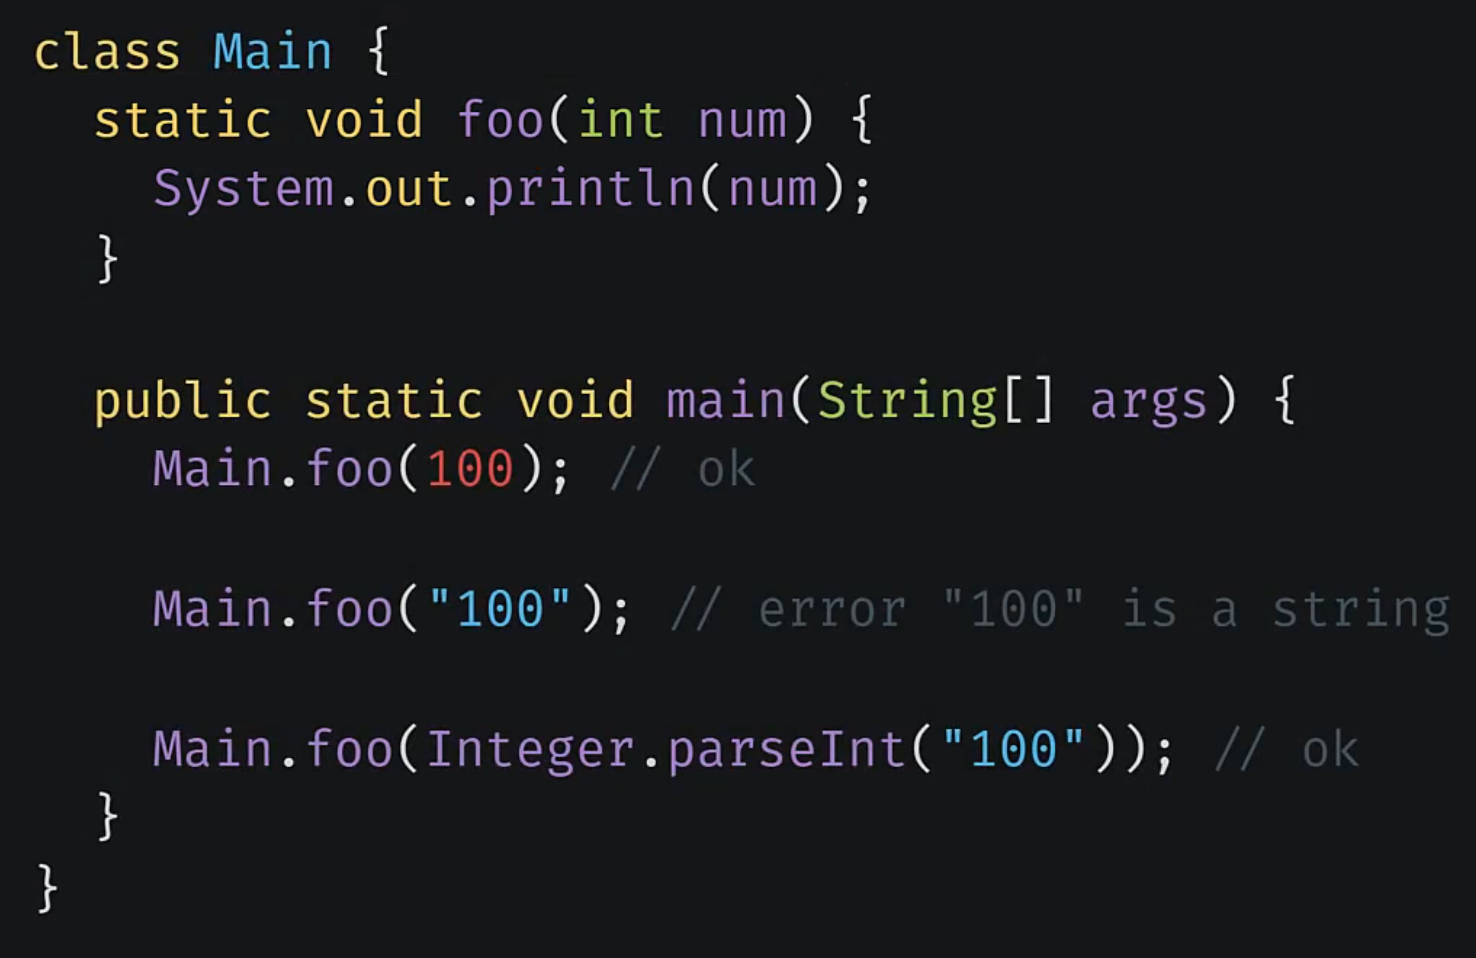 class Main {
  static void foo(int num) {
    System.out.println(num);
  }

  public static void main(String[] args) {
    Main.foo(100); // ok

    Main.foo("100"); // error "100" is a string

    Main.foo(Integer.parseInt("100")); // ok
  }
}